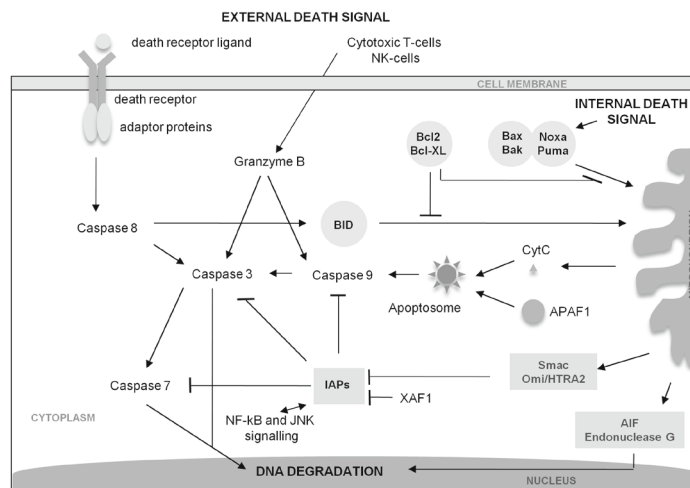 EXTERNAL DEATH SIGNAL
death receptor ligand
Cytotoxic T-cells
NK-cells
CELL MEMBRANE
death receptor
adaptor proteins
INTERNAL DEATH
SIGNAL
Bcl2
Bcl-XL
Bax
Bak
Noxa
Puma
Granzyme B
Caspase 8
BID
CytC
Caspase 3
Caspase 9
Apoptosome
APAF1
Smac
Omi/HTRA2
Caspase 7
IAPs
XAF1
CYTOPLASM
NF-kB and JNK
signalling
AIF
Endonuclease G
DNA DEGRADATION
NUCLEUS